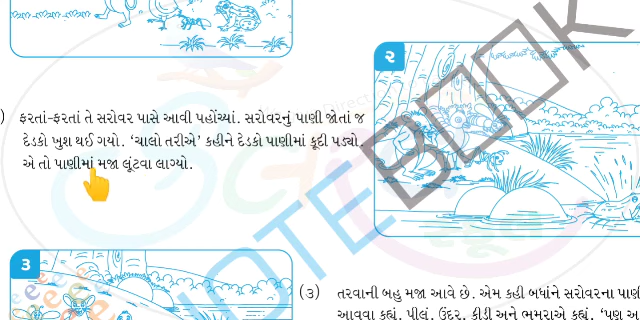 ૨
) ફરતાં-ફરતાં તે સરોવર પાસે આવી પહોંચ્યાં. સરોવરનું પાણી જોતાં જ
દેડકો ખુશ થઈ ગયો. ‘ચાલો તરીએ’ કહીને દેડકો પાણીમાં કૂદી પડ્યો.
એ તો પાણીમાં મજા લૂંટવા લાગ્યો.
૩
(૩) તરવાની બહુ મજા આવે છે. એમ કહી બધાંને સરોવરના પાણી
આવવા કહ્યું. પીલું, ઉંદર, કીડી અને ભમરાએ કહ્યું, ‘પણ અ
NOTEBOOK